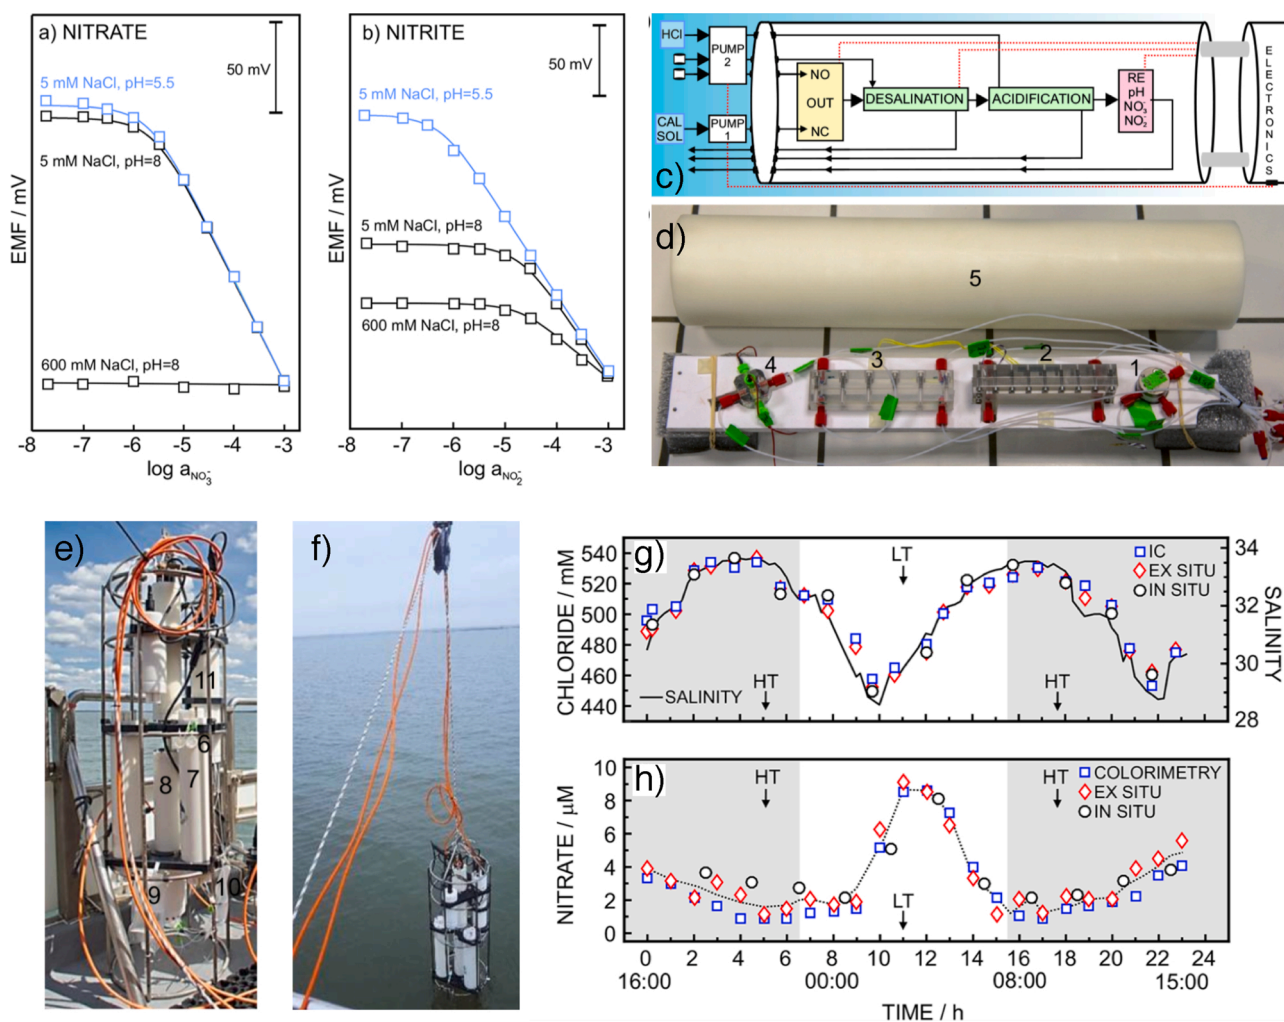 a) NITRATE
50 mV
5 mM NaCl, pH=5.5
5 mM NaCl, pH=8
600 mM NaCl, pH=8
EMF / mV
-8 -7 -6 -5 -4 -3
log a NO3-
b) NITRITE
50 mV
5 mM NaCl, pH=5.5
5 mM NaCl, pH=8
600 mM NaCl, pH=8
EMF / mV
-8 -7 -6 -5 -4 -3
log a NO2-
c)
HCl
PUMP
2
CAL
SOL
PUMP
1
NO
OUT
NC
DESALINATION
ACIDIFICATION
RE
pH
NO3-
NO2-
ELECTRONICS
d)
5
4 3 2 1
e)
11
6
8 7
9 10
f)
g)
CHLORIDE / mM
540
520
500
480
460
440
LT
IC
EX SITU
IN SITU
SALINITY
HT
HT
34
32
30
28
SALINITY
h)
NITRATE / μM
10
8
6
4
2
0
HT
LT
HT
COLORIMETRY
EX SITU
IN SITU
0 2 4 6 8 10 12 14 16 18 20 22 24
16:00 00:00 08:00 15:00
TIME / h